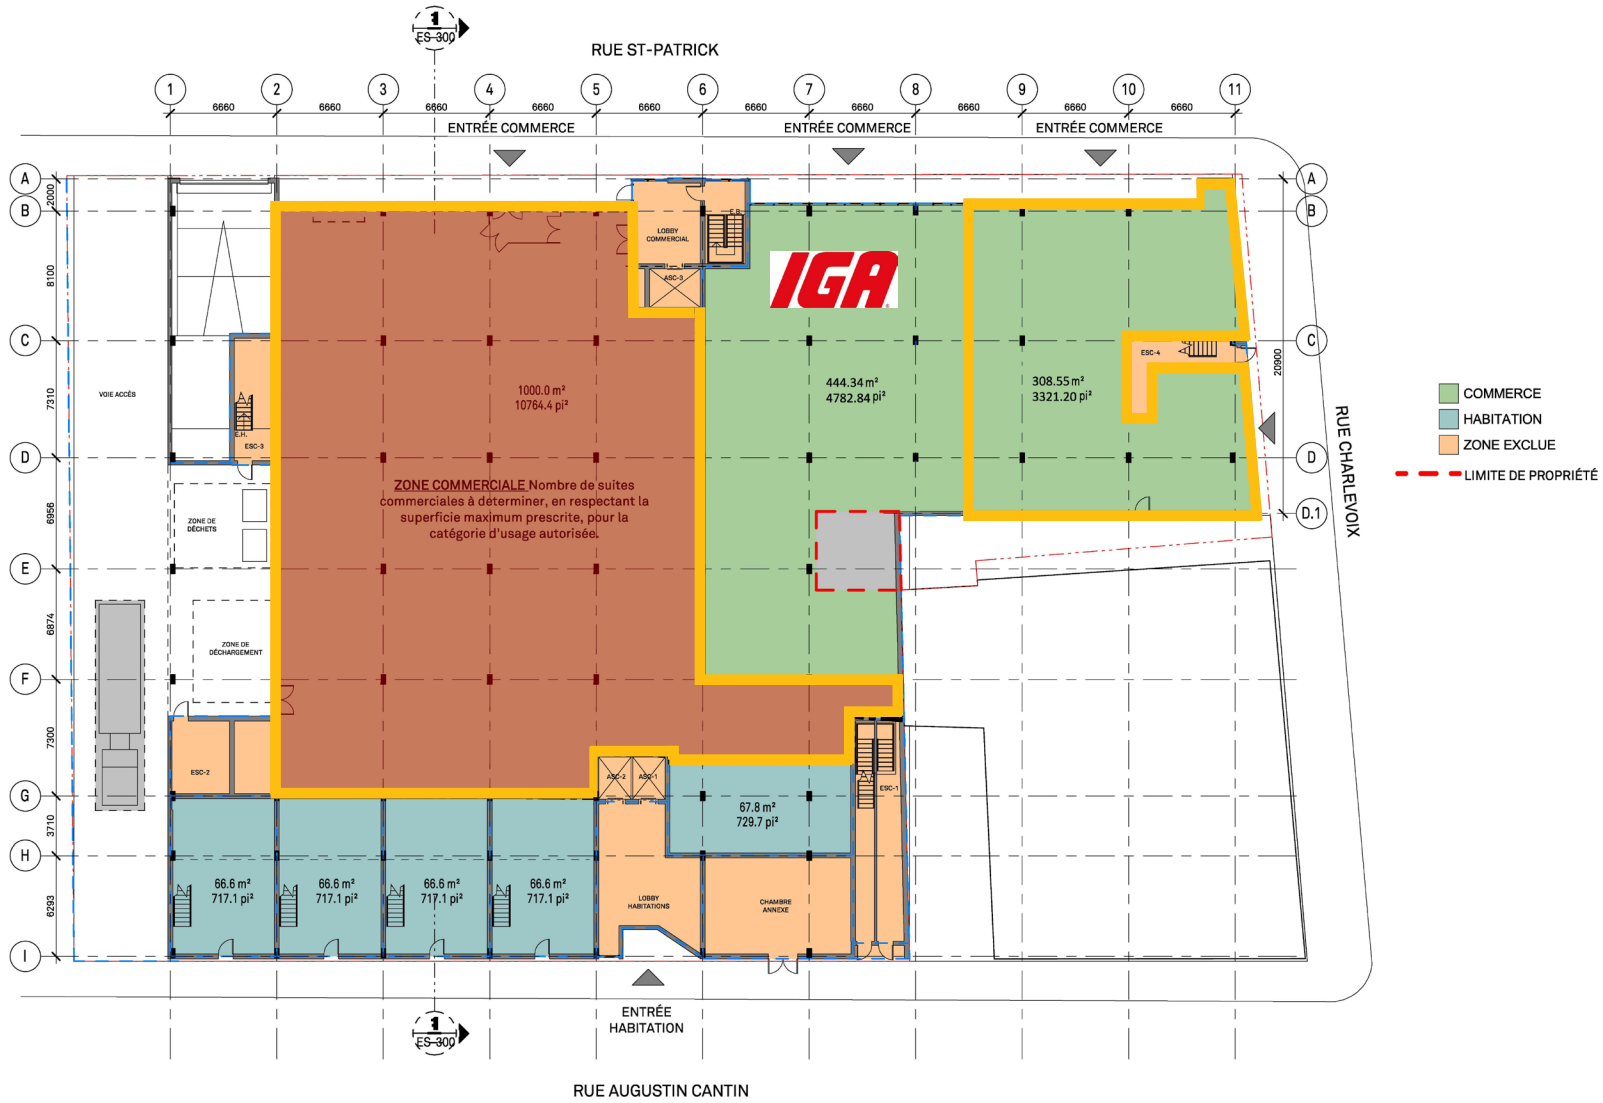 ES-300
RUE ST-PATRICK
1 2 3 4 5 6 7 8 9 10 11
6660 6660 6660 6660 6660 6660 6660 6660 6660 6660
ENTRÉE COMMERCE
ENTRÉE COMMERCE
ENTRÉE COMMERCE
A
A
2000
B
B
E.B.
LOBBY
COMMERCIAL
IGA
8100
ASC-3
C
C
ESC-4
20900
VOIE ACCÈS
7310
1000.0 m²
10764.4 pi²
444.34 m²
4782.84 pi²
308.55 m²
3321.20 pi²
COMMERCE
HABITATION
ZONE EXCLUE
LIMITE DE PROPRIÉTÉ
RUE CHARLEVOIX
E.H.
ESC-3
D
D
ZONE COMMERCIALE Nombre de suites
commerciales à déterminer, en respectant la
superficie maximum prescrite, pour la
catégorie d'usage autorisée.
6956
ZONE DE
DÉCHETS
D.1
E
6874
ZONE DE
DÉCHARGEMENT
F
7300
ESC-2
ASC-2
ASC-1
ESC-1
G
67.8 m²
729.7 pi²
3710
H
66.6 m²
717.1 pi²
66.6 m²
717.1 pi²
66.6 m²
717.1 pi²
66.6 m²
717.1 pi²
6293
LOBBY
HABITATIONS
CHAMBRE
ANNEXE
I
ENTRÉE
HABITATION
ES-300
RUE AUGUSTIN CANTIN